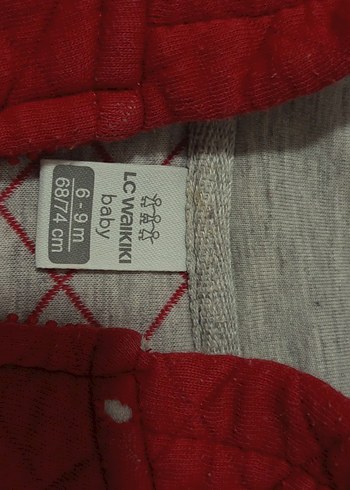 LC WAIKIKI
baby
6 - 9 m
68/74 cm